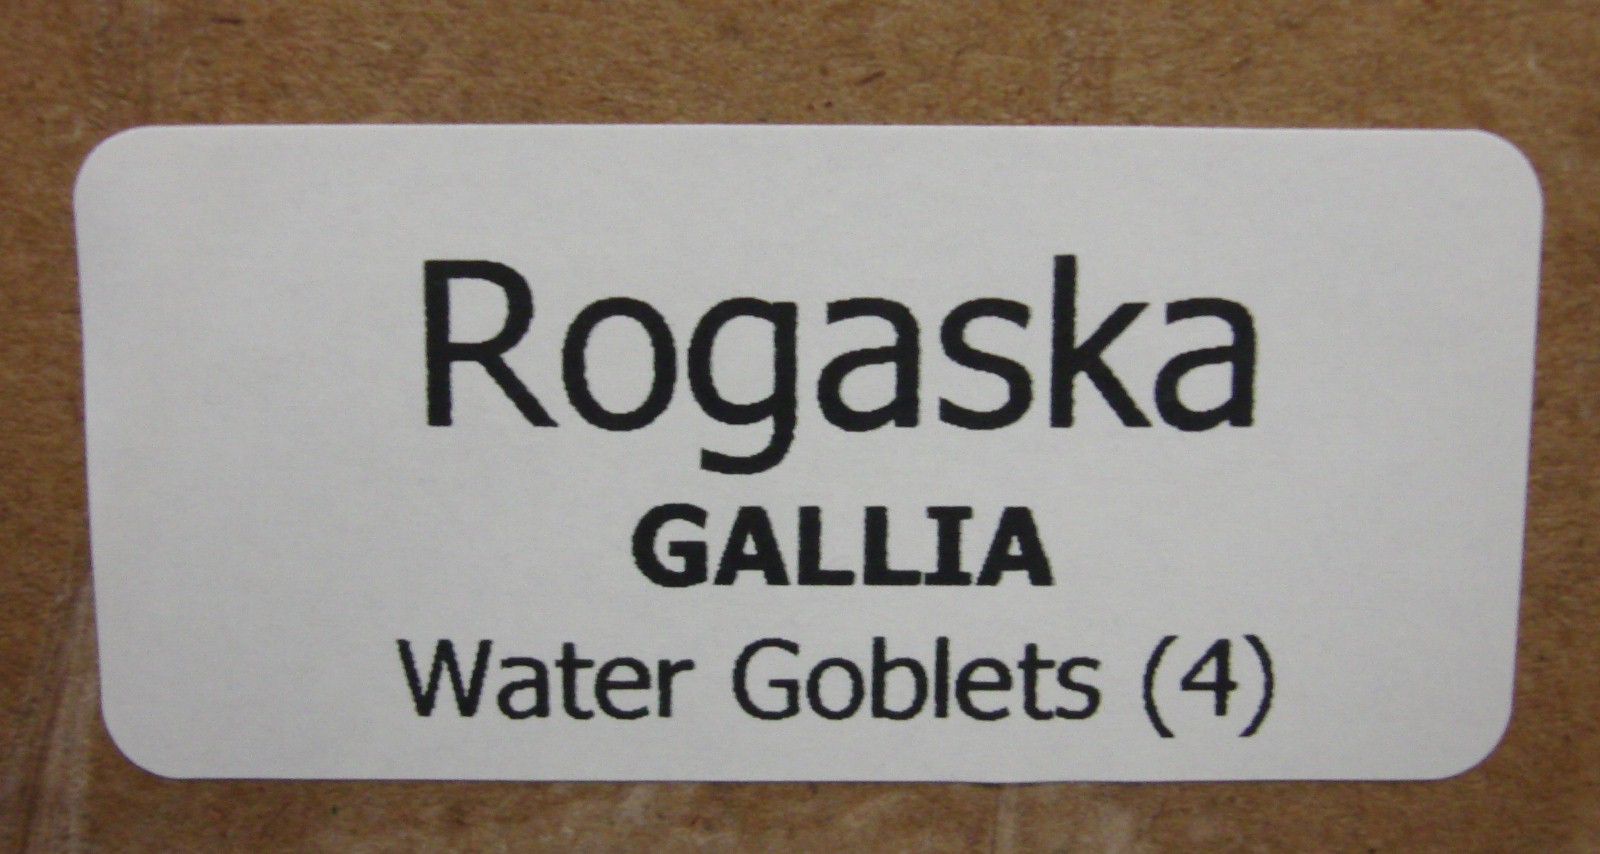 Rogaska
GALLIA
Water Goblets (4)